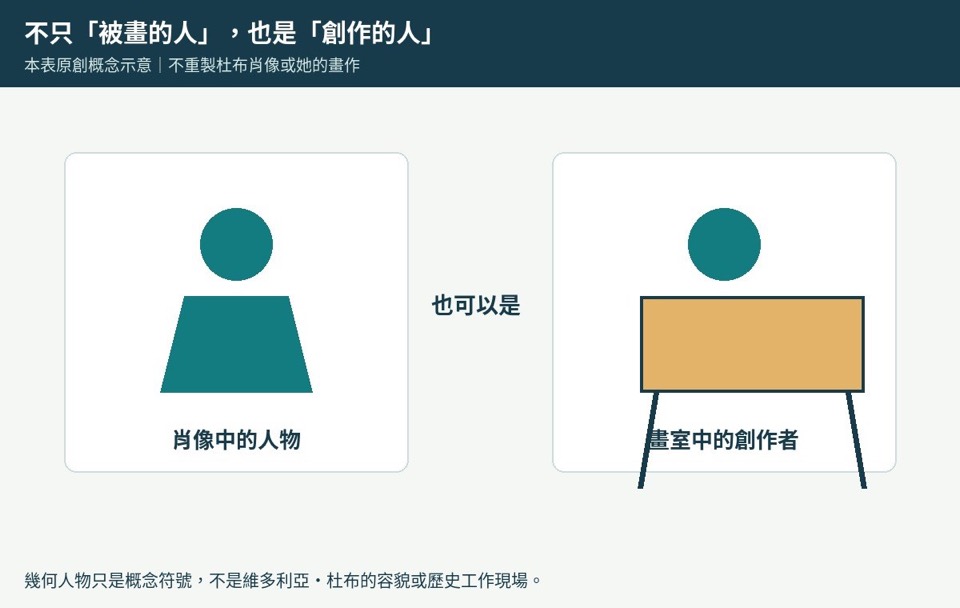 不只「被畫的人」，也是「創作的人」
本表原創概念示意｜不重製杜布肖像或她的畫作
也可以是
肖像中的人物
畫室中的創作者
幾何人物只是概念符號，不是維多利亞・杜布的容貌或歷史工作現場。